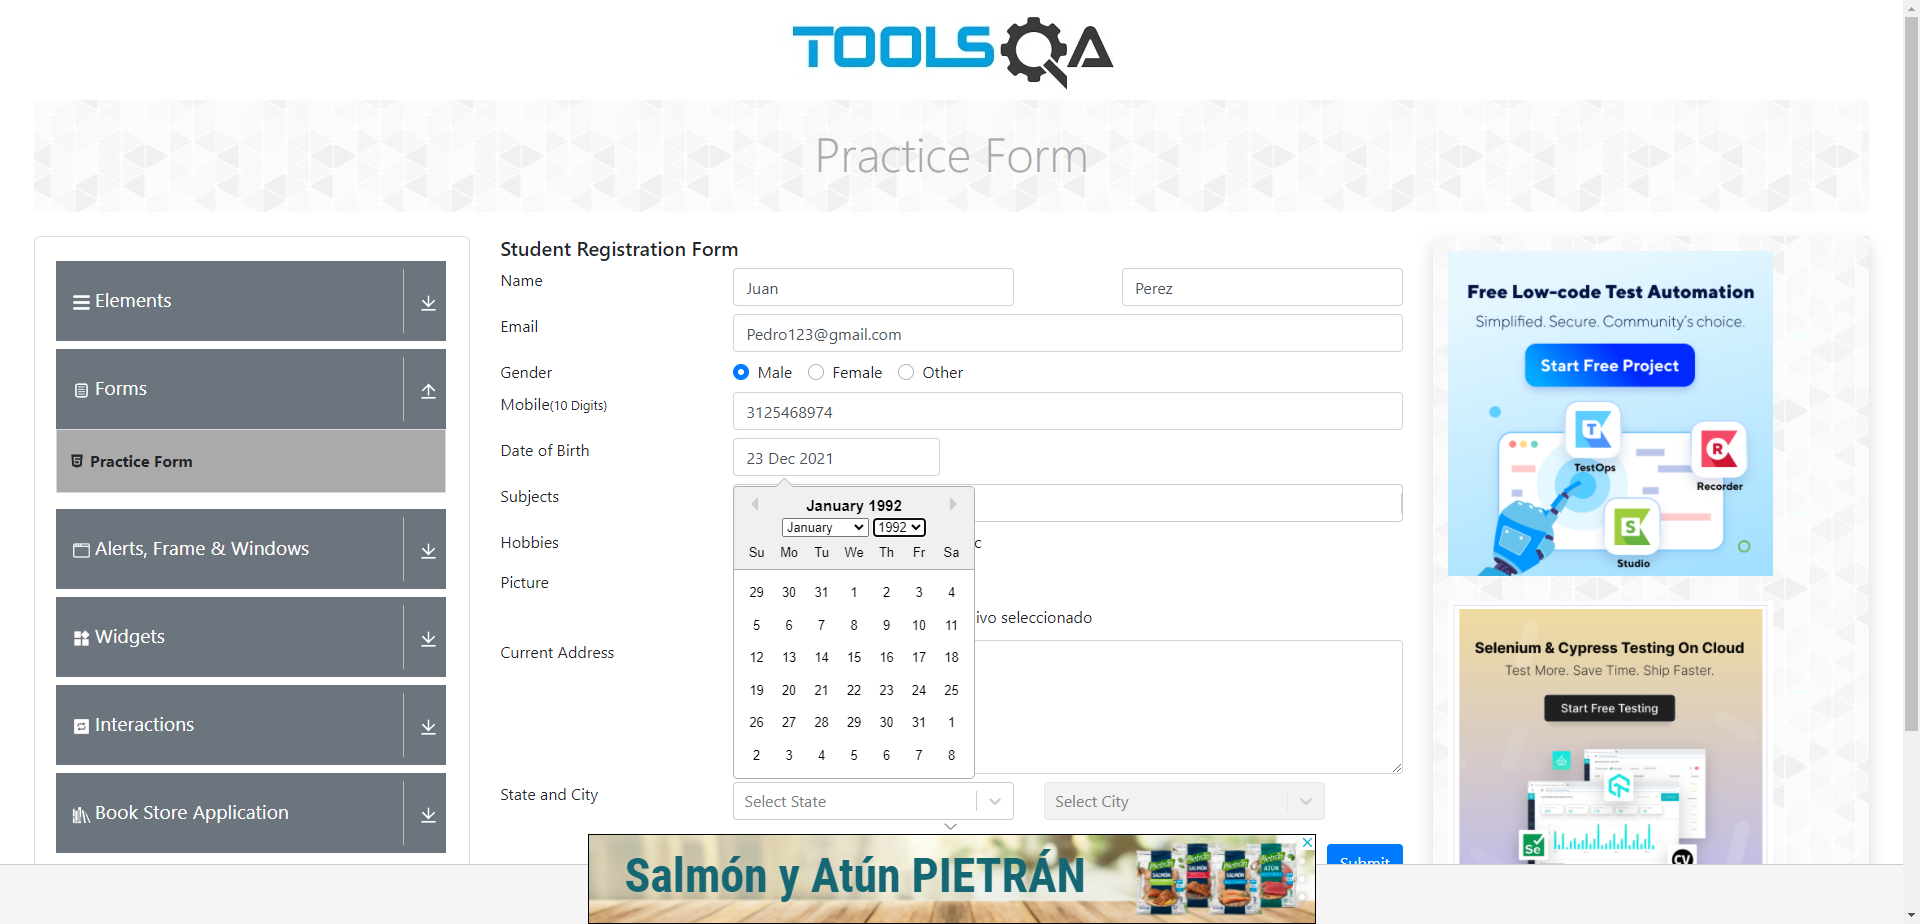 TOOLSQA
Practice Form
Elements
Forms
Practice Form
Alerts, Frame & Windows
Widgets
Interactions
Book Store Application
Student Registration Form
Name
Juan
Perez
Email
Pedro123@gmail.com
Gender
Male Female Other
Mobile(10 Digits)
3125468974
Date of Birth
23 Dec 2021
Subjects
January 1992
January 1992
Su Mo Tu We Th Fr Sa
29 30 31 1 2 3 4
5 6 7 8 9 10 11
12 13 14 15 16 17 18
19 20 21 22 23 24 25
26 27 28 29 30 31 1
2 3 4 5 6 7 8
Hobbies
c
Picture
ivo seleccionado
Current Address
State and City
Select State
Select City
Submit
Free Low-code Test Automation
Simplified. Secure. Community's choice.
Start Free Project
T
TestOps
R
Recorder
S
Studio
Selenium & Cypress Testing On Cloud
Test More. Save Time. Ship Faster.
Start Free Testing
Se
CY
Salmón y Atún PIETRÁN